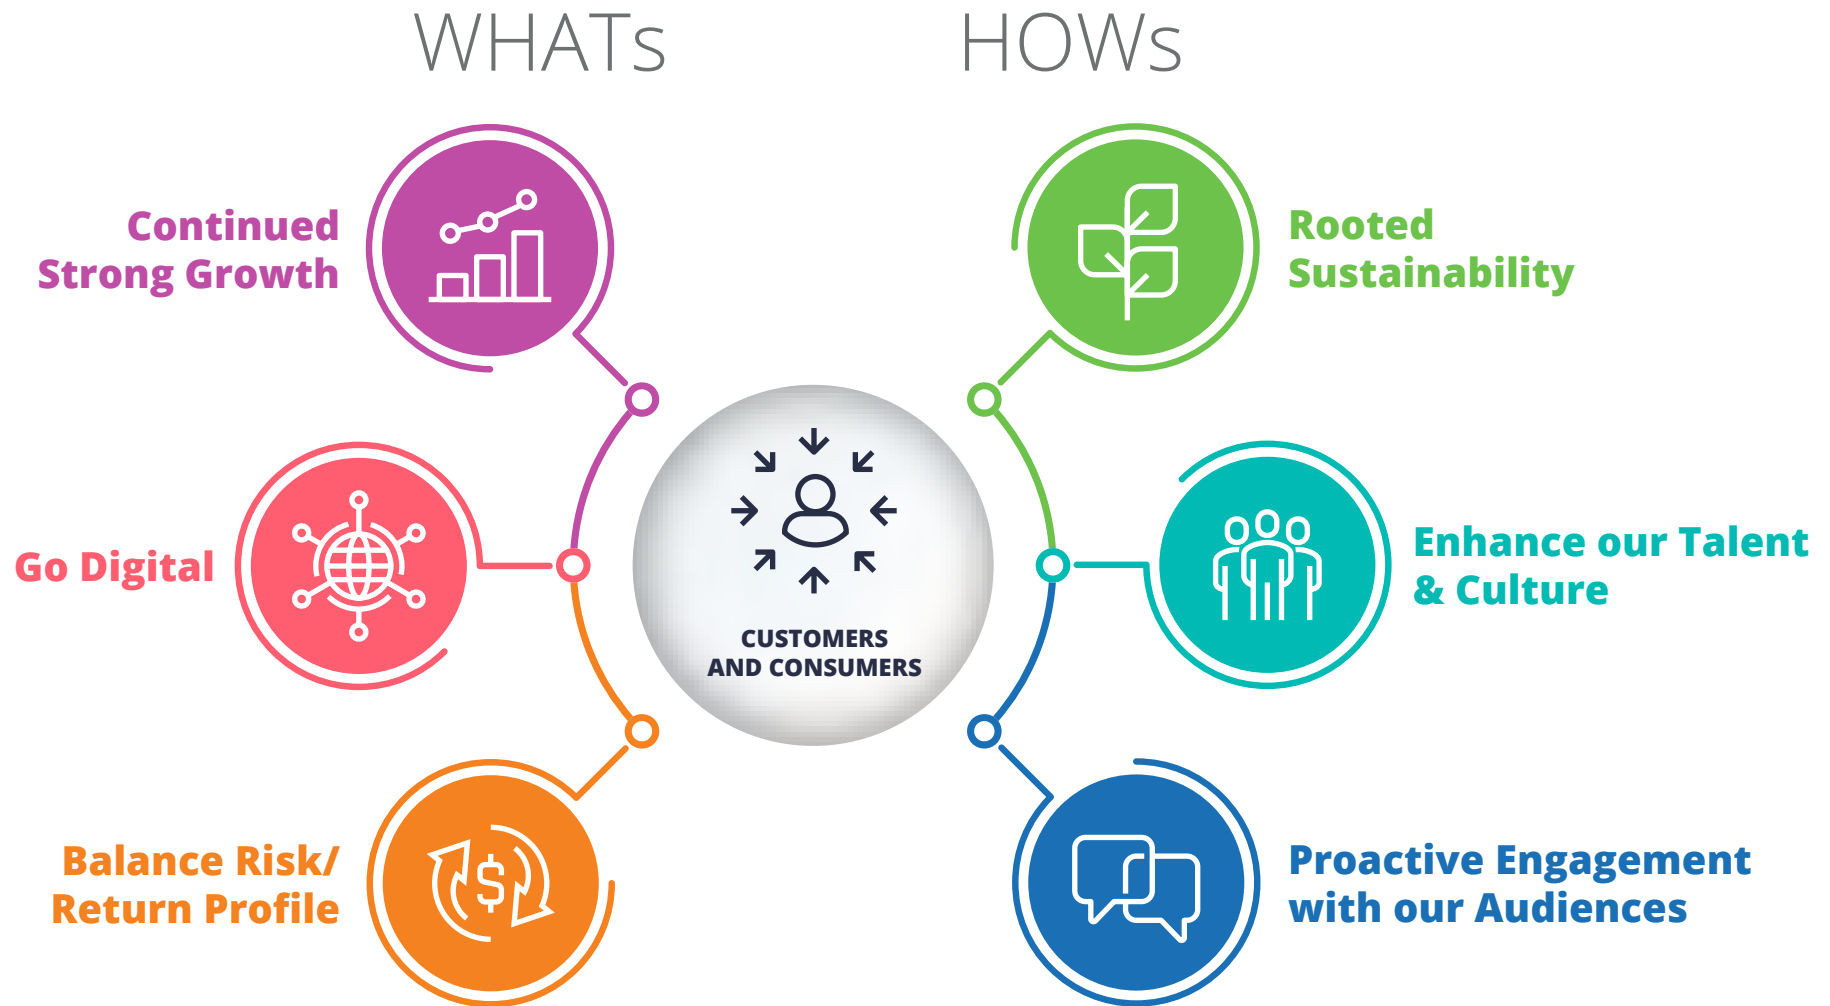 WHATs
HOWs
Continued
Strong Growth
Rooted
Sustainability
Go Digital
CUSTOMERS
AND CONSUMERS
Enhance our Talent
& Culture
Balance Risk/
Return Profile
$
Proactive Engagement
with our Audiences